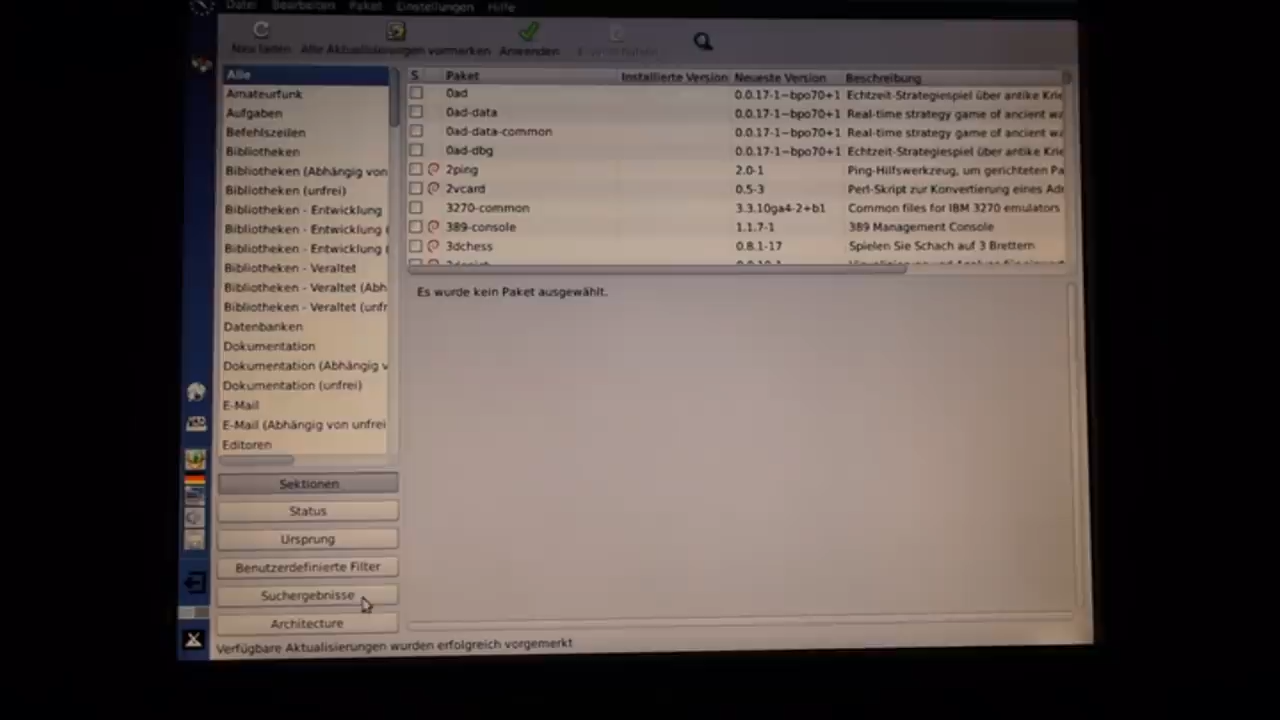 Datei Bearbeiten Paket Einstellungen Hilfe
Neu laden Alle Aktualisierungen vormerken Anwenden
Alle
Amateurfunk
Aufgaben
Befehlszeilen
Bibliotheken
Bibliotheken (Abhängig von
Bibliotheken (unfrei)
Bibliotheken - Entwicklung
Bibliotheken - Entwicklung (
Bibliotheken - Entwicklung (
Bibliotheken - Veraltet
Bibliotheken - Veraltet (Abh
Bibliotheken - Veraltet (unfr
Datenbanken
Dokumentation
Dokumentation (Abhängig v
Dokumentation (unfrei)
E-Mail
E-Mail (Abhängig von unfrei
Editoren
Sektionen
Status
Ursprung
Benutzerdefinierte Filter
Suchergebnisse
Architecture
S Paket Installierte Version Neueste Version Beschreibung
0ad 0.0.17-1~bpo70+1 Echtzeit-Strategiespiel über antike Krie
0ad-data 0.0.17-1~bpo70+1 Real-time strategy game of ancient wa
0ad-data-common 0.0.17-1~bpo70+1 Real-time strategy game of ancient wa
0ad-dbg 0.0.17-1~bpo70+1 Echtzeit-Strategiespiel über antike Krie
2ping 2.0-1 Ping-Hilfswerkzeug, um gerichteten Pa
2vcard 0.5-3 Perl-Skript zur Konvertierung eines Adr
3270-common 3.3.10ga4-2+b1 Common files for IBM 3270 emulators
389-console 1.1.7-1 389 Management Console
3dchess 0.8.1-17 Spielen Sie Schach auf 3 Brettern
Es wurde kein Paket ausgewählt.
Verfügbare Aktualisierungen wurden erfolgreich vorgemerkt